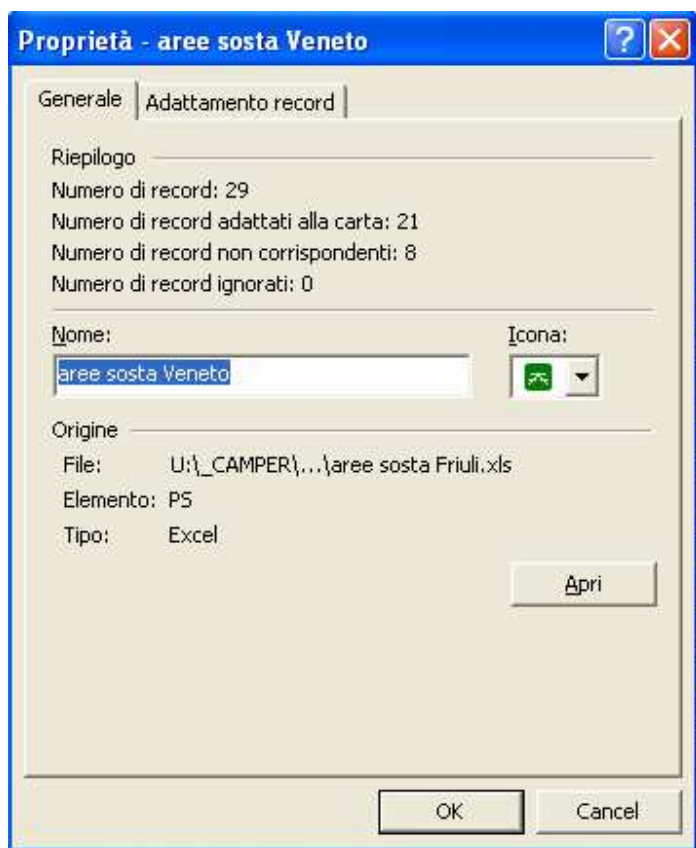 Proprietà - aree sosta Veneto
Generale
Adattamento record
Riepilogo
Numero di record: 29
Numero di record adattati alla carta: 21
Numero di record non corrispondenti: 8
Numero di record ignorati: 0
Nome:
Icona:
aree sosta Veneto
Origine
File: U:\_CAMPER\...\aree sosta Friuli.xls
Elemento: PS
Tipo: Excel
Apri
OK
Cancel